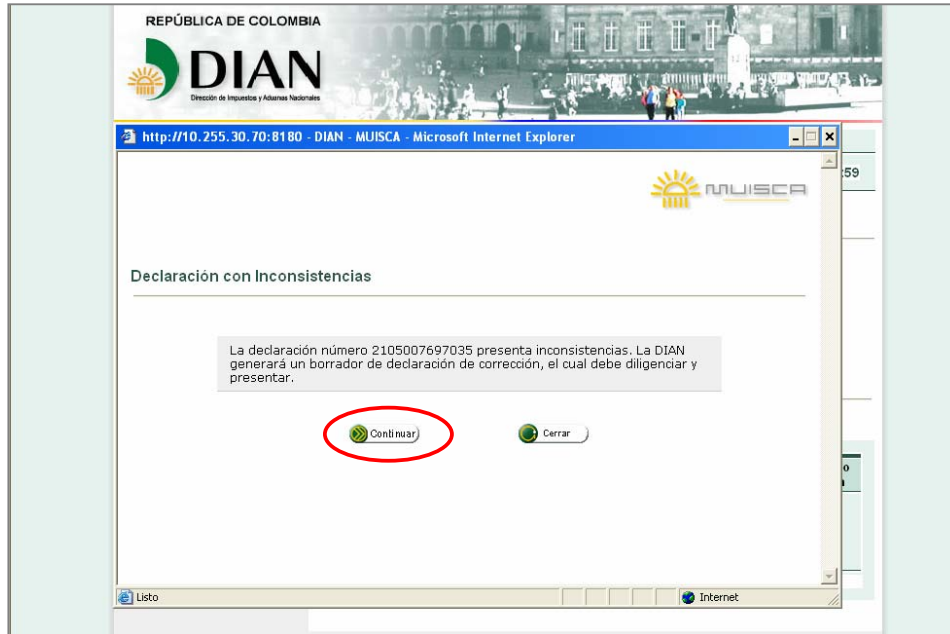 REPÚBLICA DE COLOMBIA
DIAN
Dirección de Impuestos y Aduanas Nacionales
http://10.255.30.70:8180 - DIAN - MUISCA - Microsoft Internet Explorer
:59
MUISCA
Declaración con Inconsistencias
La declaración número 2105007697035 presenta inconsistencias. La DIAN
generará un borrador de declaración de corrección, el cual debe diligenciar y
presentar.
Continuar
Cerrar
o
Listo
Internet